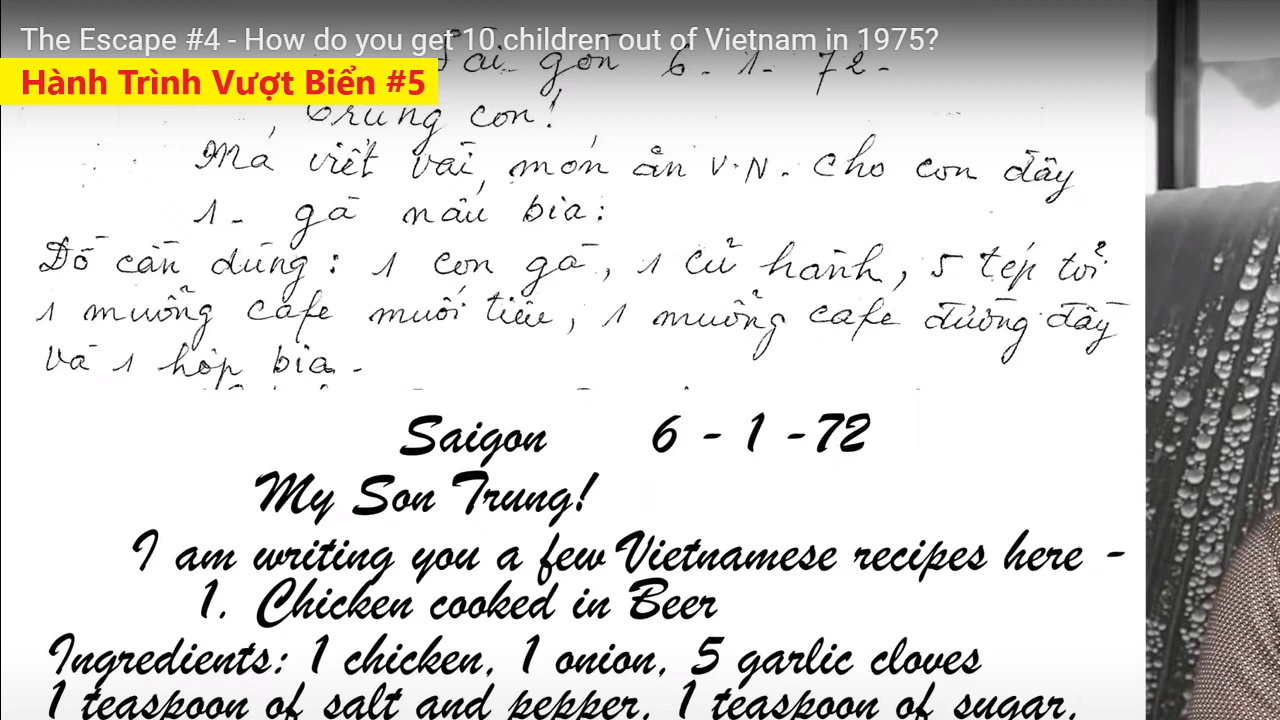 The Escape #4 - How do you get 10 children out of Vietnam in 1975?
Sài gòn 6 - 1 - 72 -
Hành Trình Vượt Biển #5
Trung con!
Má viết vài món ăn V.N. cho con đây
1 - gà nấu bia:
Đồ cần dùng: 1 con gà, 1 củ hành, 5 tép tỏi
1 muỗng cafe muối tiêu, 1 muỗng cafe đường đầy
và 1 hộp bia -
Saigon 6 - 1 - 72
My Son Trung!
I am writing you a few Vietnamese recipes here -
1. Chicken cooked in Beer
Ingredients: 1 chicken, 1 onion, 5 garlic cloves
1 teaspoon of salt and pepper, 1 teaspoon of sugar,